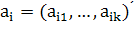 aᵢ = (aᵢ₁, …, aᵢₖ)´